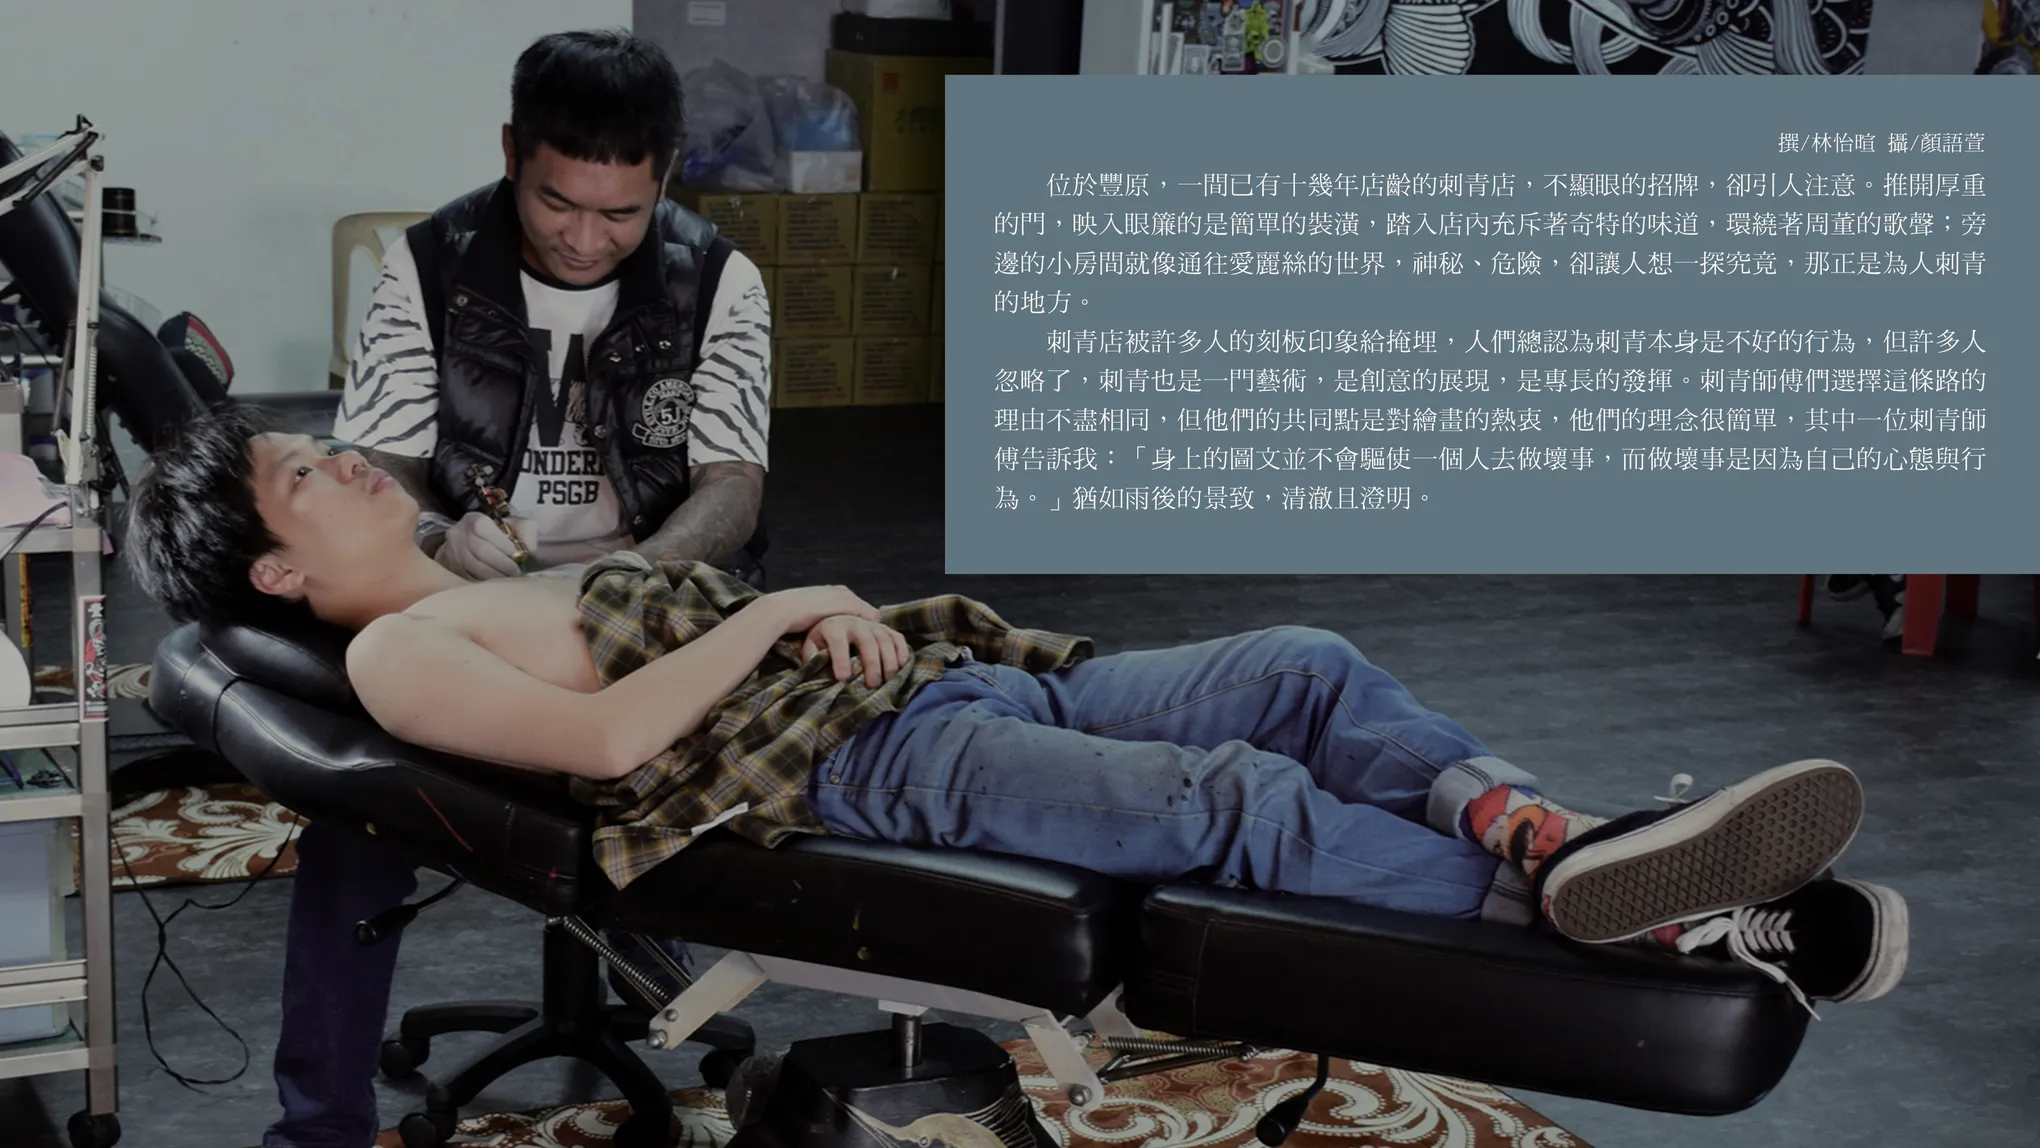 撰/林怡暄 攝/顏語萱
位於豐原，一間已有十幾年店齡的刺青店，不顯眼的招牌，卻引人注意。推開厚重
的門，映入眼簾的是簡單的裝潢，踏入店內充斥著奇特的味道，環繞著周董的歌聲；旁
邊的小房間就像通往愛麗絲的世界，神秘、危險，卻讓人想一探究竟，那正是為人刺青
的地方。
刺青店被許多人的刻板印象給掩埋，人們總認為刺青本身是不好的行為，但許多人
忽略了，刺青也是一門藝術，是創意的展現，是專長的發揮。刺青師傅們選擇這條路的
理由不盡相同，但他們的共同點是對繪畫的熱衷，他們的理念很簡單，其中一位刺青師
傅告訴我：「身上的圖文並不會驅使一個人去做壞事，而做壞事是因為自己的心態與行
為。」猶如雨後的景致，清澈且澄明。
ONDER
PSGB